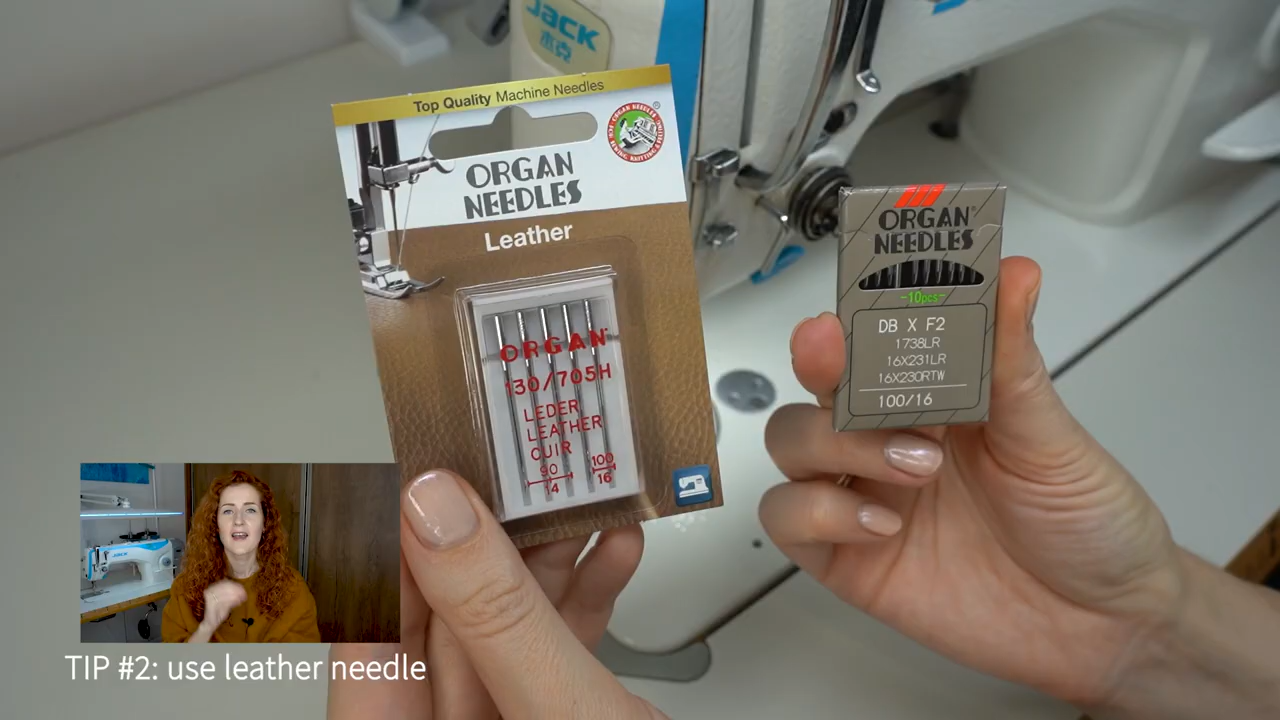 JACK
Top Quality Machine Needles
ORGAN
NEEDLES
Leather
ORGAN
130/705H
LEDER
LEATHER
CUIR
90
14
100
16
ORGAN
NEEDLES
-10pcs-
DB X F2
1738LR
16X231LR
16X230RTW
100/16
JACK
TIP #2: use leather needle